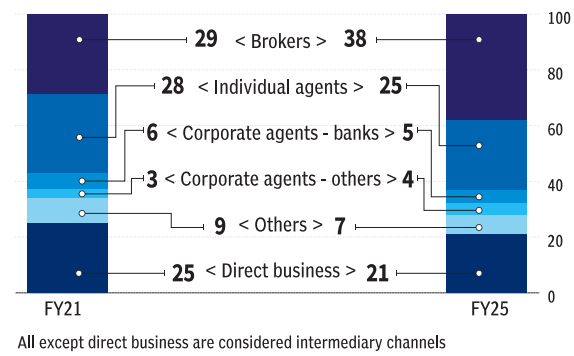 100
29 < Brokers > 38
80
28 < Individual agents > 25
60
6 < Corporate agents - banks > 5
40
3 < Corporate agents - others > 4
9 < Others > 7
20
25 < Direct business > 21
0
FY21 FY25
All except direct business are considered intermediary channels